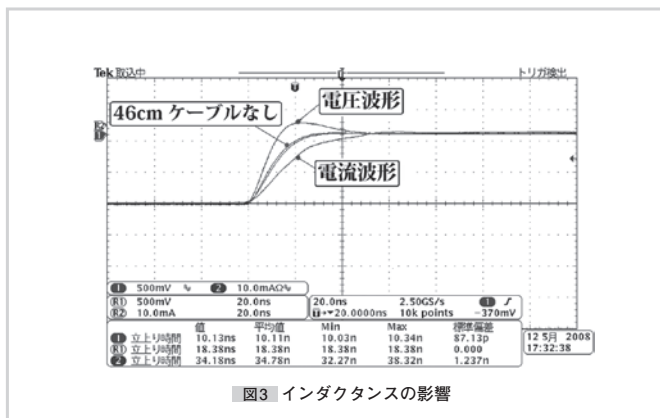 Tek 取込中
トリガ検出
電圧波形
46cm ケーブルなし
電流波形
1 500mV 2 10.0mAΩ
R1 500mV 20.0ns
R2 10.0mA 20.0ns
20.0ns 2.50GS/s 1
20.0000ns 10k points -370mV
値 平均値 Min Max 標準偏差
1 立上り時間 10.13ns 10.11n 10.03n 10.34n 87.13p
R1 立上り時間 18.38ns 18.38n 18.38n 18.38n 0.000
2 立上り時間 34.18ns 34.78n 32.27n 38.32n 1.237n
12 5月 2008
17:32:38
図3 インダクタンスの影響